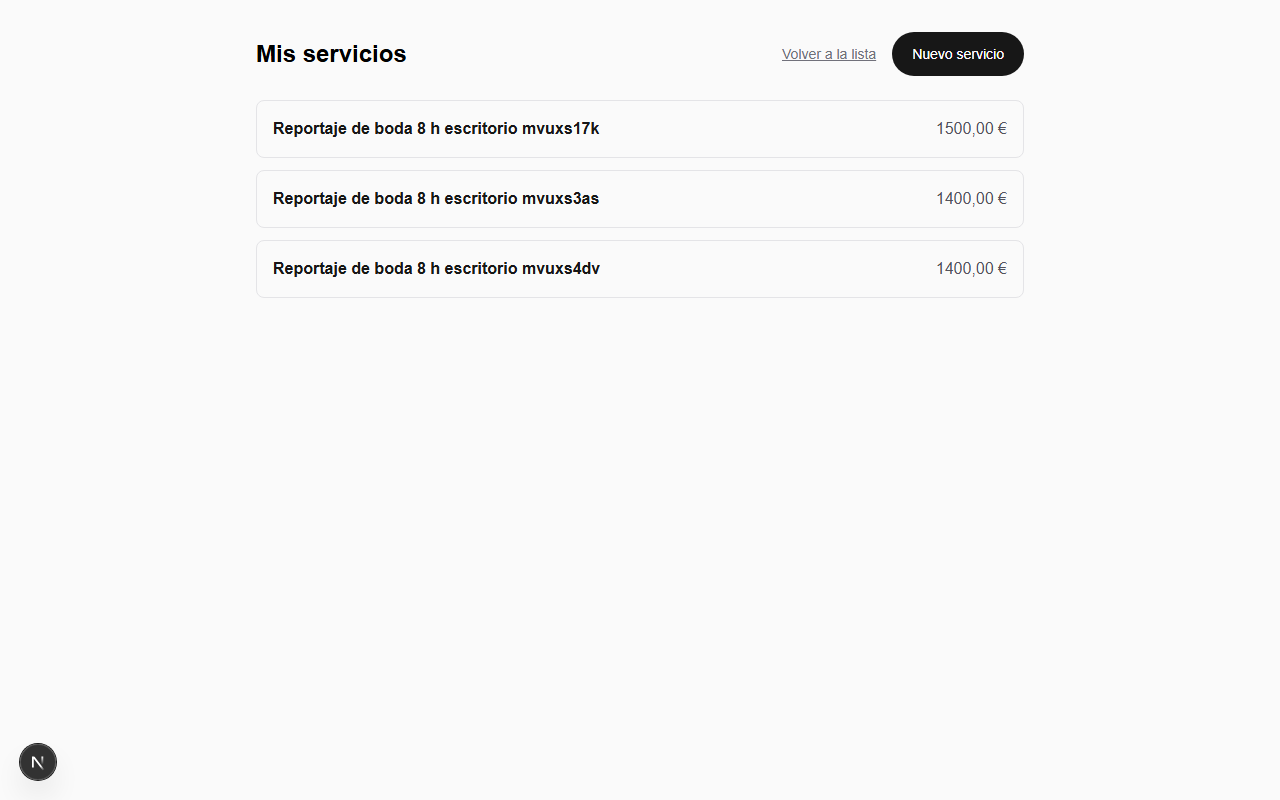 Mis servicios
Volver a la lista
Nuevo servicio
Reportaje de boda 8 h escritorio mvuxs17k
1500,00 €
Reportaje de boda 8 h escritorio mvuxs3as
1400,00 €
Reportaje de boda 8 h escritorio mvuxs4dv
1400,00 €
N